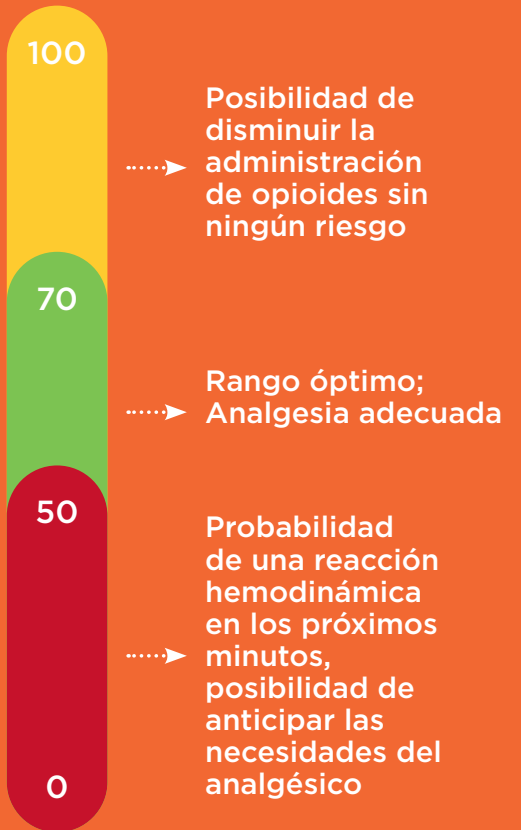 100
Posibilidad de
disminuir la
administración
de opioides sin
ningún riesgo
70
Rango óptimo;
Analgesia adecuada
50
Probabilidad
de una reacción
hemodinámica
en los próximos
minutos,
posibilidad de
anticipar las
necesidades del
analgésico
0